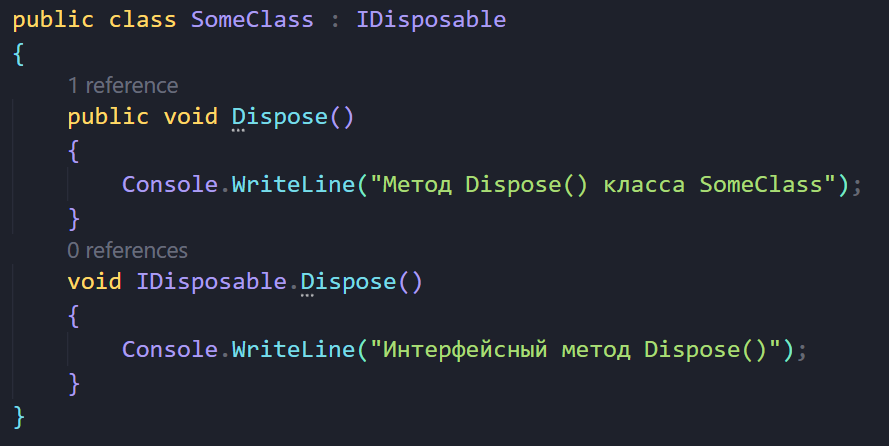 public class SomeClass : IDisposable
{
1 reference
public void Dispose()
{
Console.WriteLine("Метод Dispose() класса SomeClass");
}
0 references
void IDisposable.Dispose()
{
Console.WriteLine("Интерфейсный метод Dispose()");
}
}